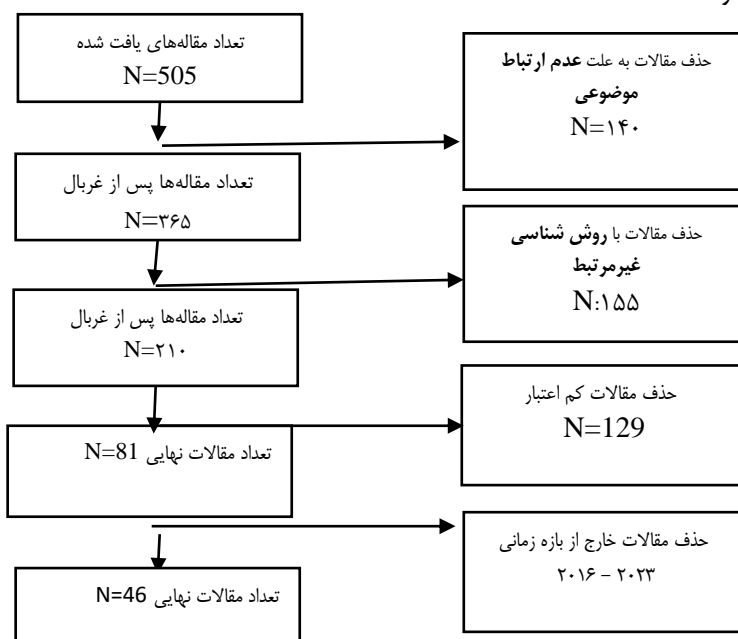 تعداد مقاله‌های یافت شده
N=505
حذف مقالات به علت عدم ارتباط
موضوعی
N=۱۴۰
تعداد مقاله‌ها پس از غربال
N=۳۶۵
حذف مقالات با روش شناسی
غیرمرتبط
N:۱۵۵
تعداد مقاله‌ها پس از غربال
N=۲۱۰
حذف مقالات کم اعتبار
N=129
تعداد مقالات نهایی N=81
حذف مقالات خارج از بازه زمانی
۲۰۱۶ – ۲۰۲۳
تعداد مقالات نهایی N=46